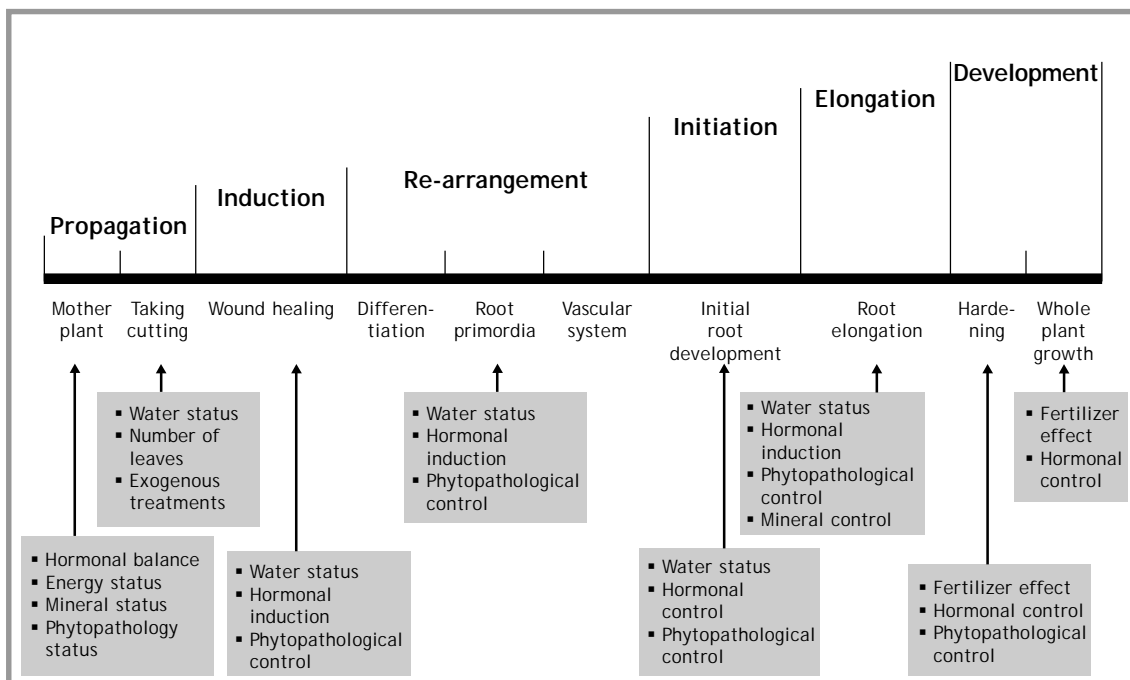 Propagation
Induction
Re-arrangement
Initiation
Elongation
Development
Mother
plant
Taking
cutting
Wound healing
Differen-
tiation
Root
primordia
Vascular
system
Initial
root
development
Root
elongation
Harde-
ning
Whole
plant
growth
▪ Hormonal balance
▪ Energy status
▪ Mineral status
▪ Phytopathology
status
▪ Water status
▪ Number of
leaves
▪ Exogenous
treatments
▪ Water status
▪ Hormonal
induction
▪ Phytopathological
control
▪ Water status
▪ Hormonal
induction
▪ Phytopathological
control
▪ Water status
▪ Hormonal
control
▪ Phytopathological
control
▪ Water status
▪ Hormonal
induction
▪ Phytopathological
control
▪ Mineral control
▪ Fertilizer effect
▪ Hormonal control
▪ Phytopathological
control
▪ Fertilizer
effect
▪ Hormonal
control